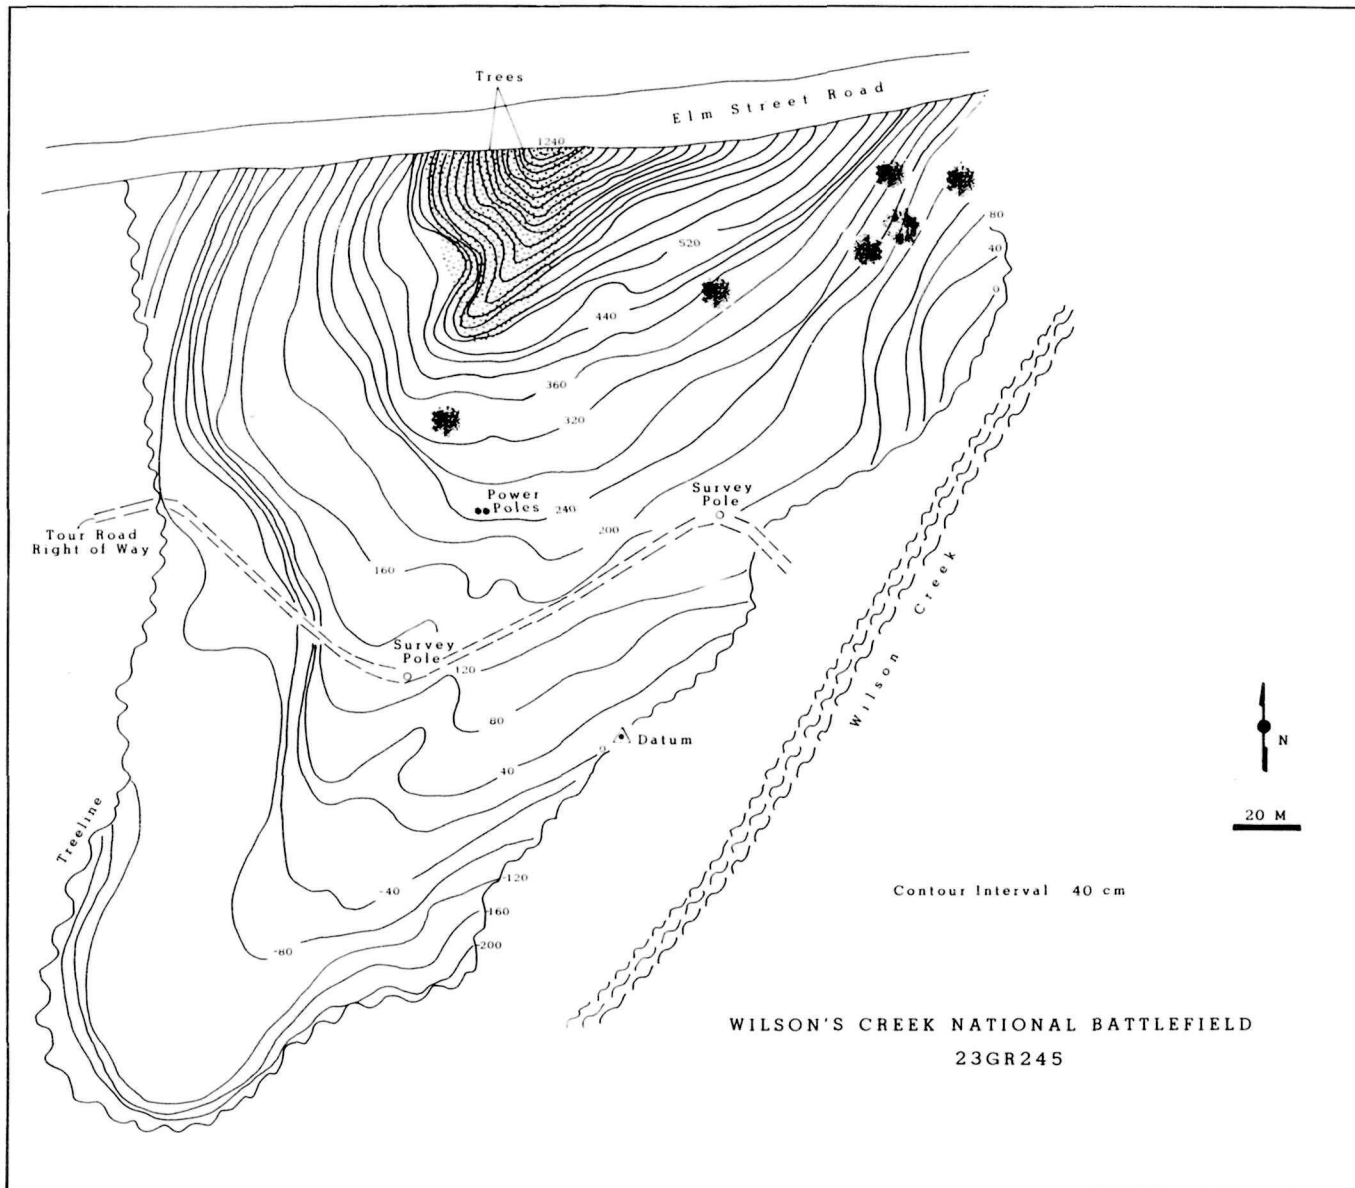 Trees
Elm Street Road
1240
520
80
40
0
440
360
320
Power
Poles
240
Survey
Pole
200
Tour Road
Right of Way
160
Survey
Pole
120
80
Wilson Creek
0
Datum
N
40
20 M
Treeline
-40
-120
Contour Interval 40 cm
-160
-80
-200
WILSON'S CREEK NATIONAL BATTLEFIELD
23GR245